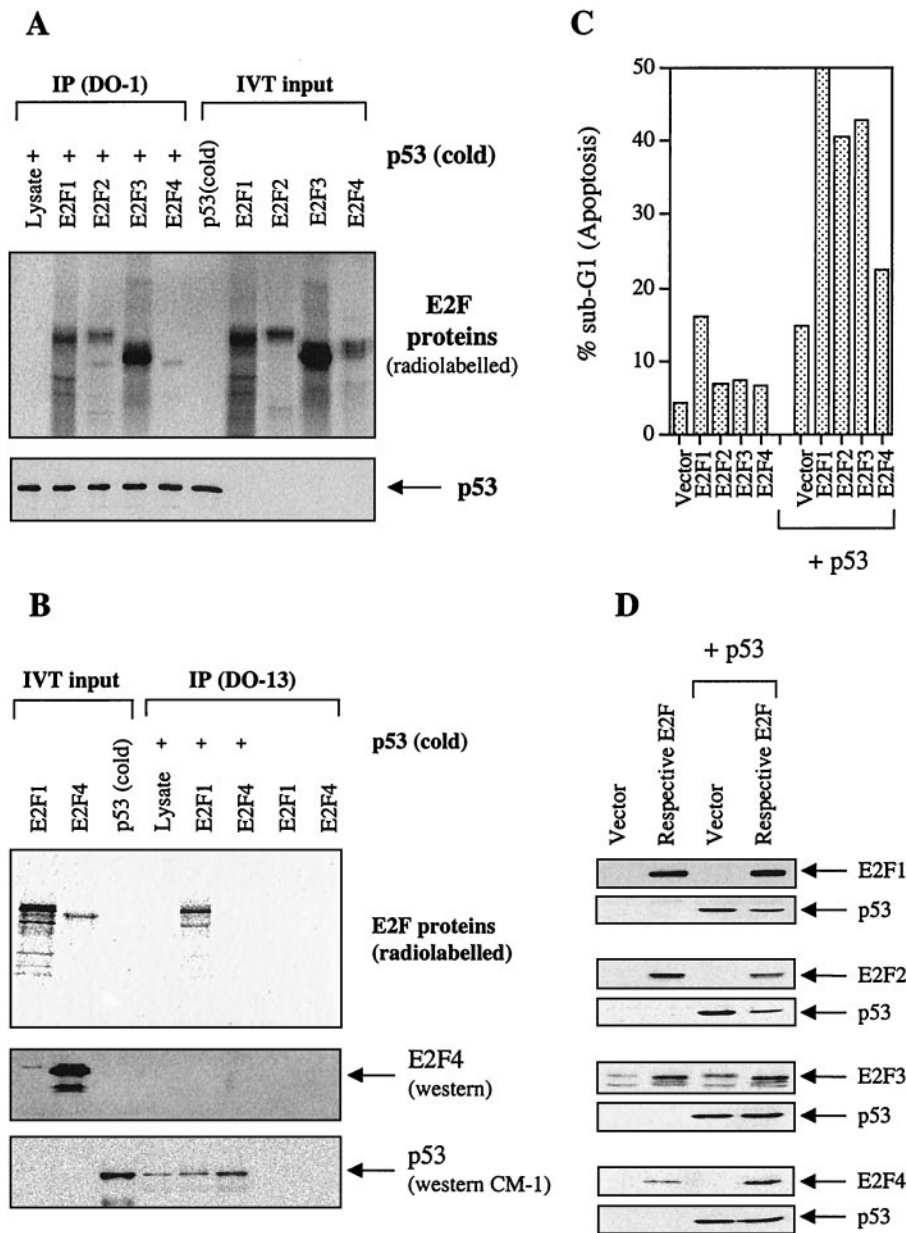 A
IP (DO-1)
IVT input
p53 (cold)
Lysate +
E2F1 +
E2F2 +
E2F3 +
E2F4 +
p53(cold)
E2F1
E2F2
E2F3
E2F4
E2F
proteins
(radiolabelled)
p53
C
% sub-G1 (Apoptosis)
50
40
30
20
10
0
Vector
E2F1
E2F2
E2F3
E2F4
Vector
E2F1
E2F2
E2F3
E2F4
+ p53
B
IVT input
IP (DO-13)
p53 (cold)
E2F1
E2F4
p53 (cold)
Lysate +
E2F1 +
E2F4 +
E2F1
E2F4
E2F proteins
(radiolabelled)
E2F4
(western)
p53
(western CM-1)
D
+ p53
Vector
Respective E2F
Vector
Respective E2F
E2F1
p53
E2F2
p53
E2F3
p53
E2F4
p53